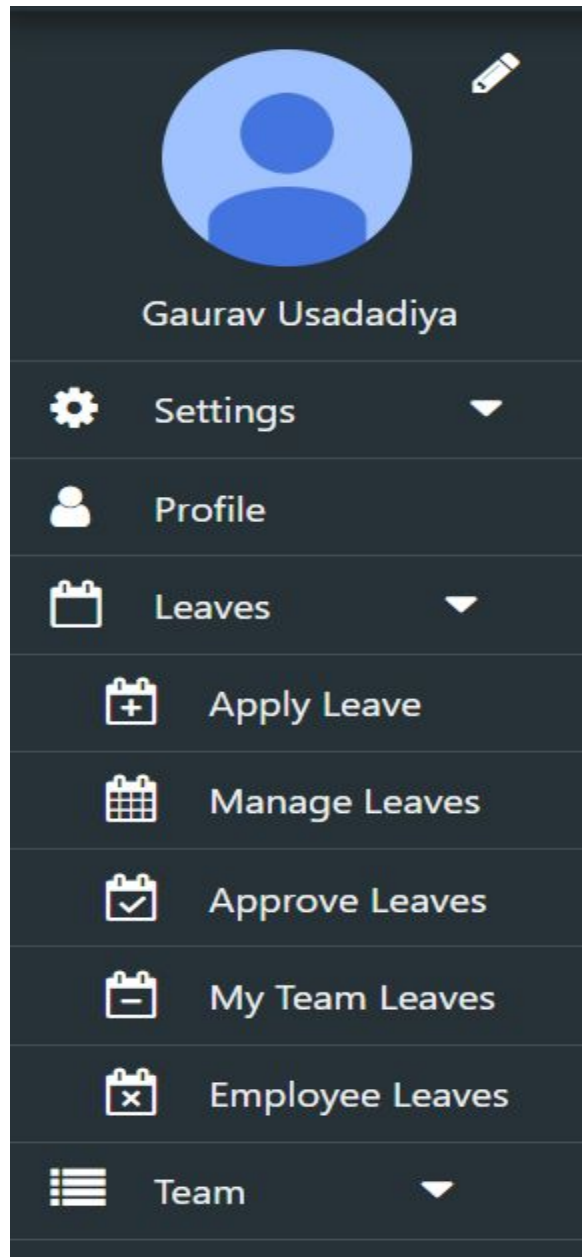 Gaurav Usadadiya
Settings
Profile
Leaves
Apply Leave
Manage Leaves
Approve Leaves
My Team Leaves
Employee Leaves
Team